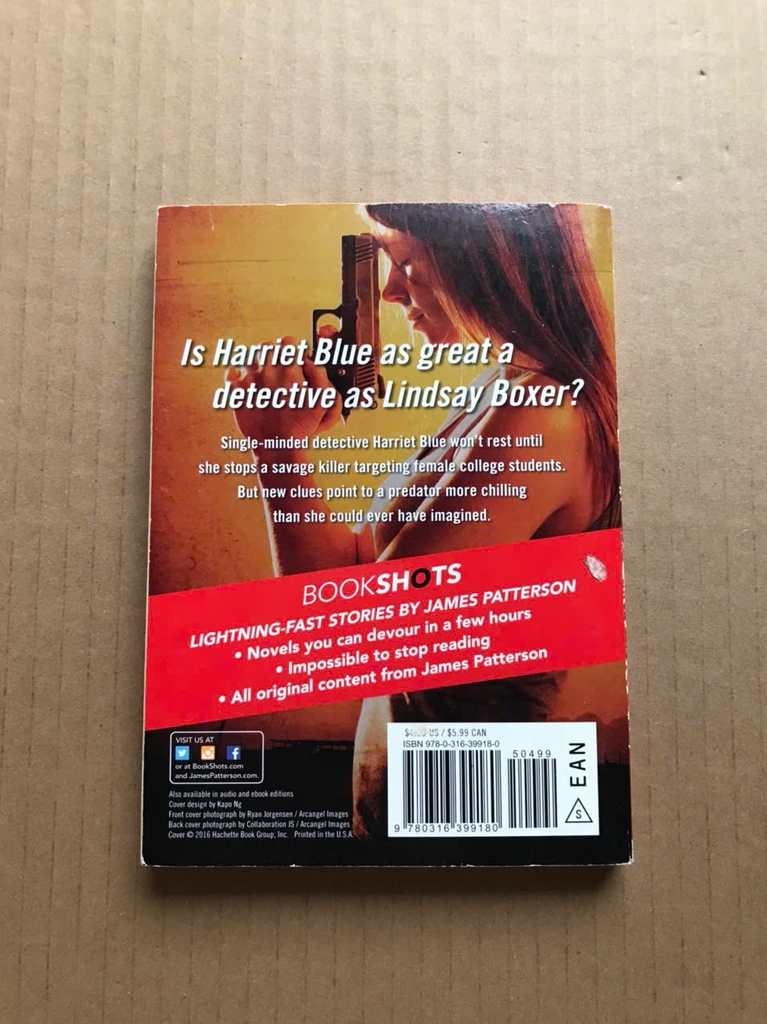 Is Harriet Blue as great a
detective as Lindsay Boxer?
Single-minded detective Harriet Blue won't rest until
she stops a savage killer targeting female college students.
But new clues point to a predator more chilling
than she could ever have imagined.
BOOKSHOTS
LIGHTNING-FAST STORIES BY JAMES PATTERSON
• Novels you can devour in a few hours
• Impossible to stop reading
• All original content from James Patterson
VISIT US AT
or at BookShots.com
and JamesPatterson.com.
Also available in audio and ebook editions
Cover design by Kapo Ng
Front cover photograph by Ryan Jorgensen / Arcangel Images
Back cover photograph by Collaboration JS / Arcangel Images
Cover © 2016 Hachette Book Group, Inc. Printed in the U.S.A.
US / $5.99 CAN
ISBN 978-0-316-39918-0
50499
9 780316 399180
EAN
S